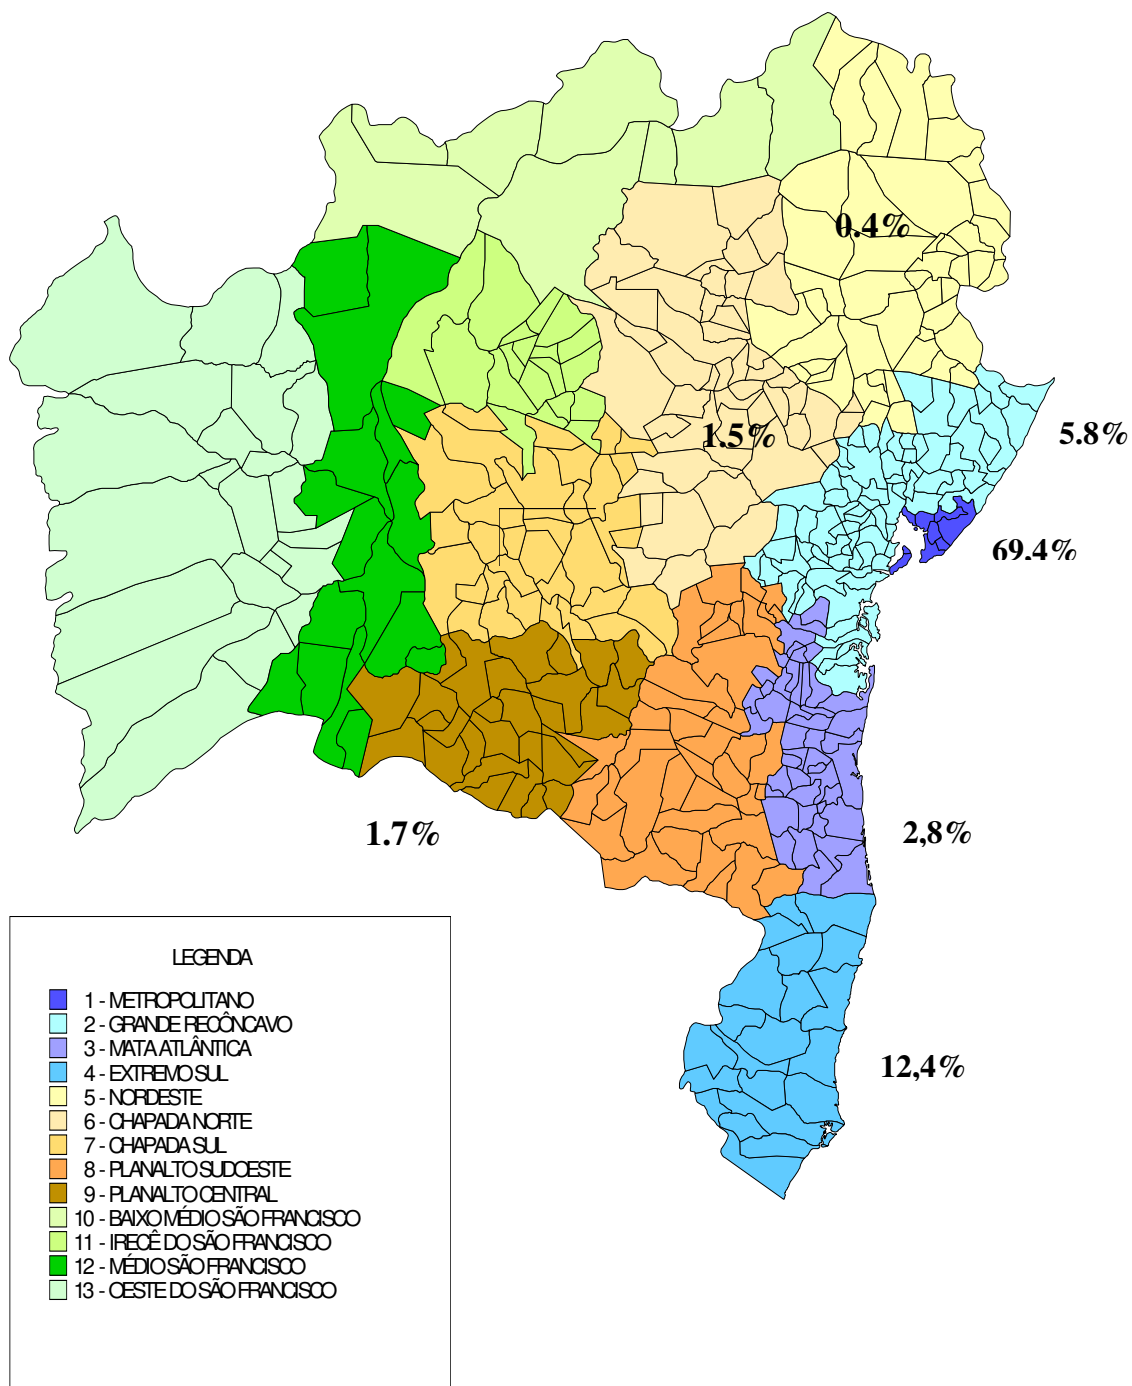 0.4%
1.5%
5.8%
69.4%
1.7%
2,8%
12,4%
LEGENDA
1 - METROPOLITANO
2 - GRANDE RECÔNCAVO
3 - MATA ATLÂNTICA
4 - EXTREMO SUL
5 - NORDESTE
6 - CHAPADA NORTE
7 - CHAPADA SUL
8 - PLANALTO SUDOESTE
9 - PLANALTO CENTRAL
10 - BAIXO MÉDIO SÃO FRANCISCO
11 - IRECÊ DO SÃO FRANCISCO
12 - MÉDIO SÃO FRANCISCO
13 - OESTE DO SÃO FRANCISCO